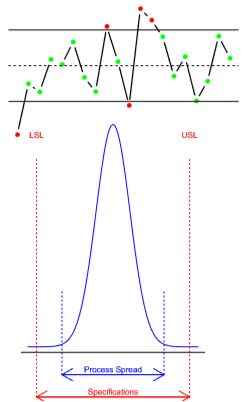 LSL
USL
Process Spread
Specifications